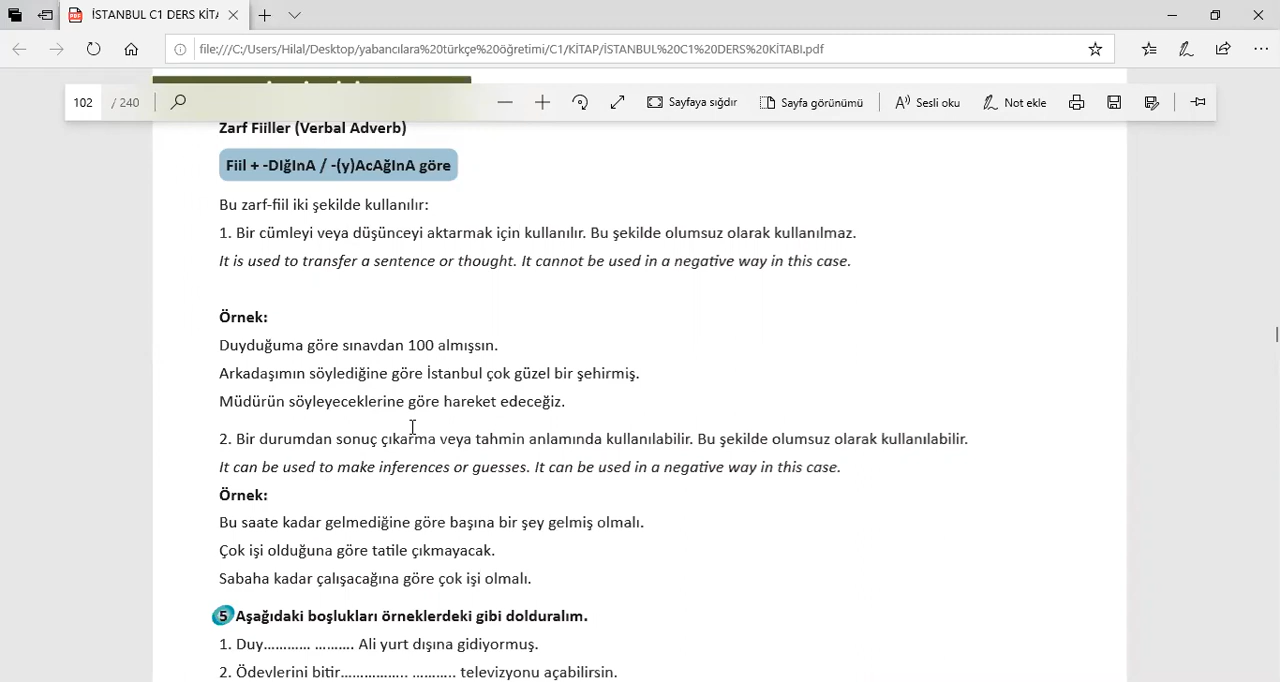 İSTANBUL C1 DERS KİTA
file:///C:/Users/Hilal/Desktop/yabancılara%20türkçe%20öğretimi/C1/KİTAP/İSTANBUL%20C1%20DERS%20KİTABI.pdf
102 / 240 Sayfaya sığdır Sayfa görünümü Sesli oku Not ekle
Zarf Fiiller (Verbal Adverb)
Fiil + -DIğInA / -(y)AcAğInA göre
Bu zarf-fiil iki şekilde kullanılır:
1. Bir cümleyi veya düşünceyi aktarmak için kullanılır. Bu şekilde olumsuz olarak kullanılmaz.
It is used to transfer a sentence or thought. It cannot be used in a negative way in this case.
Örnek:
Duyduğuma göre sınavdan 100 almışsın.
Arkadaşımın söylediğine göre İstanbul çok güzel bir şehirmiş.
Müdürün söyleyeceklerine göre hareket edeceğiz.
2. Bir durumdan sonuç çıkarma veya tahmin anlamında kullanılabilir. Bu şekilde olumsuz olarak kullanılabilir.
It can be used to make inferences or guesses. It can be used in a negative way in this case.
Örnek:
Bu saate kadar gelmediğine göre başına bir şey gelmiş olmalı.
Çok işi olduğuna göre tatile çıkmayacak.
Sabaha kadar çalışacağına göre çok işi olmalı.
5 Aşağıdaki boşlukları örneklerdeki gibi dolduralım.
1. Duy………… ………. Ali yurt dışına gidiyormuş.
2. Ödevlerini bitir…………….. ……….. televizyonu açabilirsin.